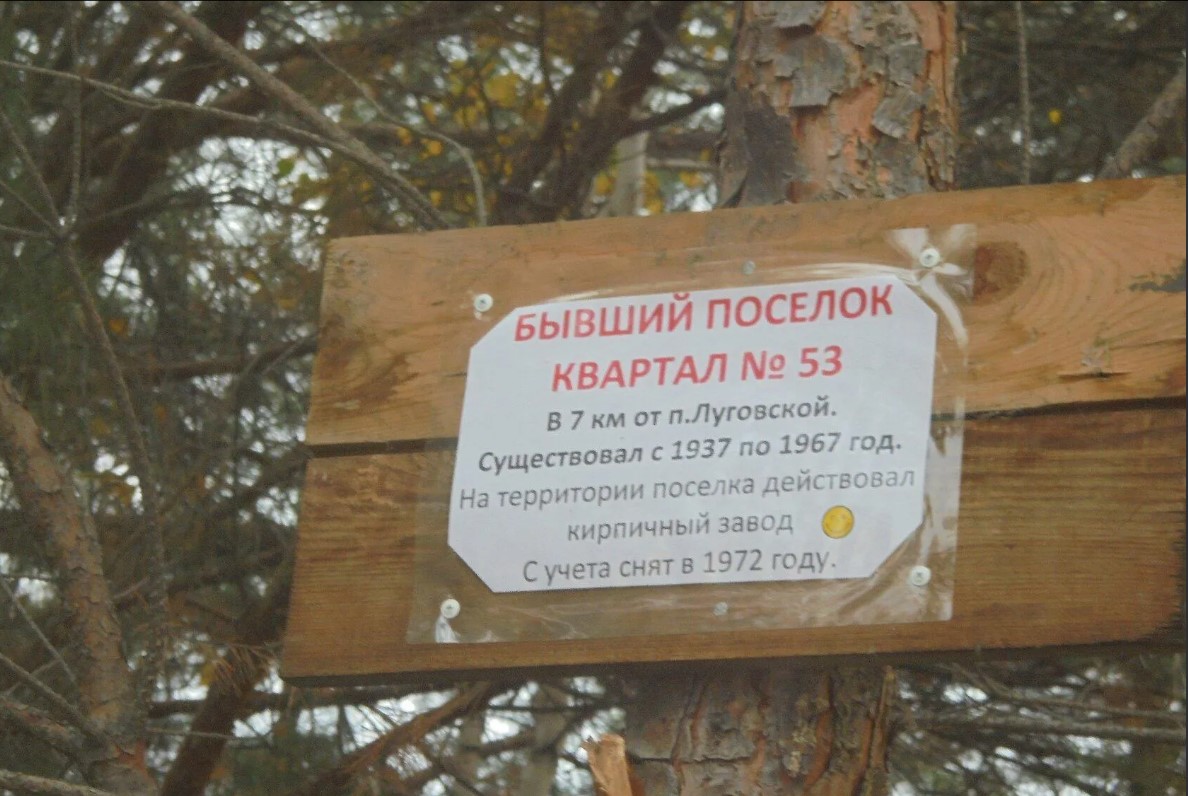 БЫВШИЙ ПОСЕЛОК
КВАРТАЛ № 53
В 7 км от п.Луговской.
Существовал с 1937 по 1967 год.
На территории поселка действовал
кирпичный завод
С учета снят в 1972 году.